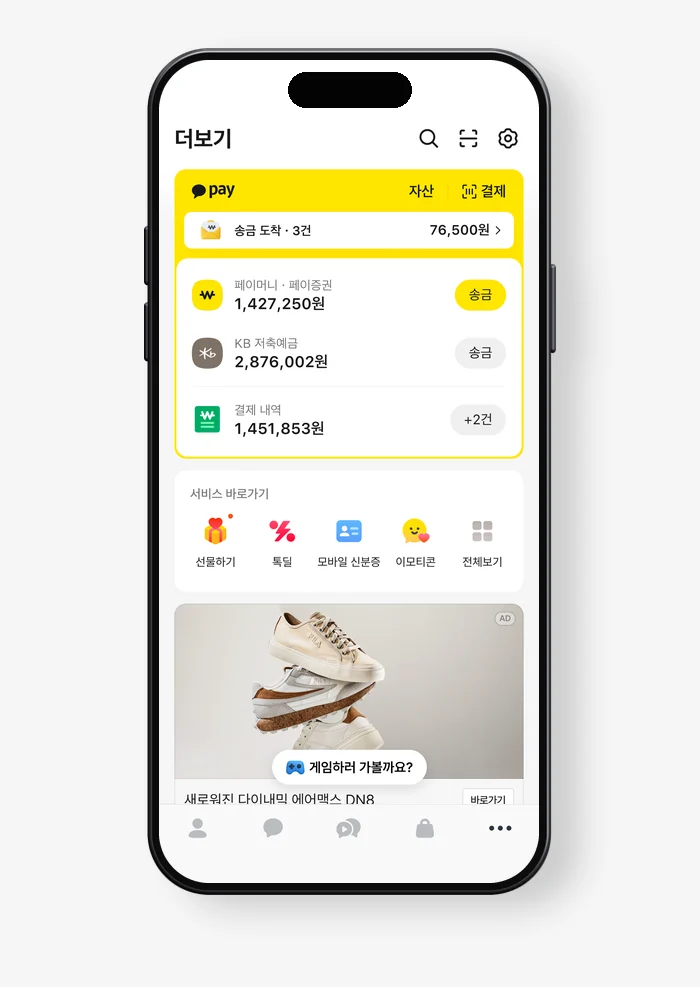 더보기
pay
자산
결제
송금 도착 · 3건
76,500원
페이머니 · 페이증권
1,427,250원
송금
KB 저축예금
2,876,002원
송금
결제 내역
1,451,853원
+2건
서비스 바로가기
선물하기
톡딜
모바일 신분증
이모티콘
전체보기
AD
FILA
게임하러 가볼까요?
새로워진 다이내믹 에어맥스 DN8
바로가기